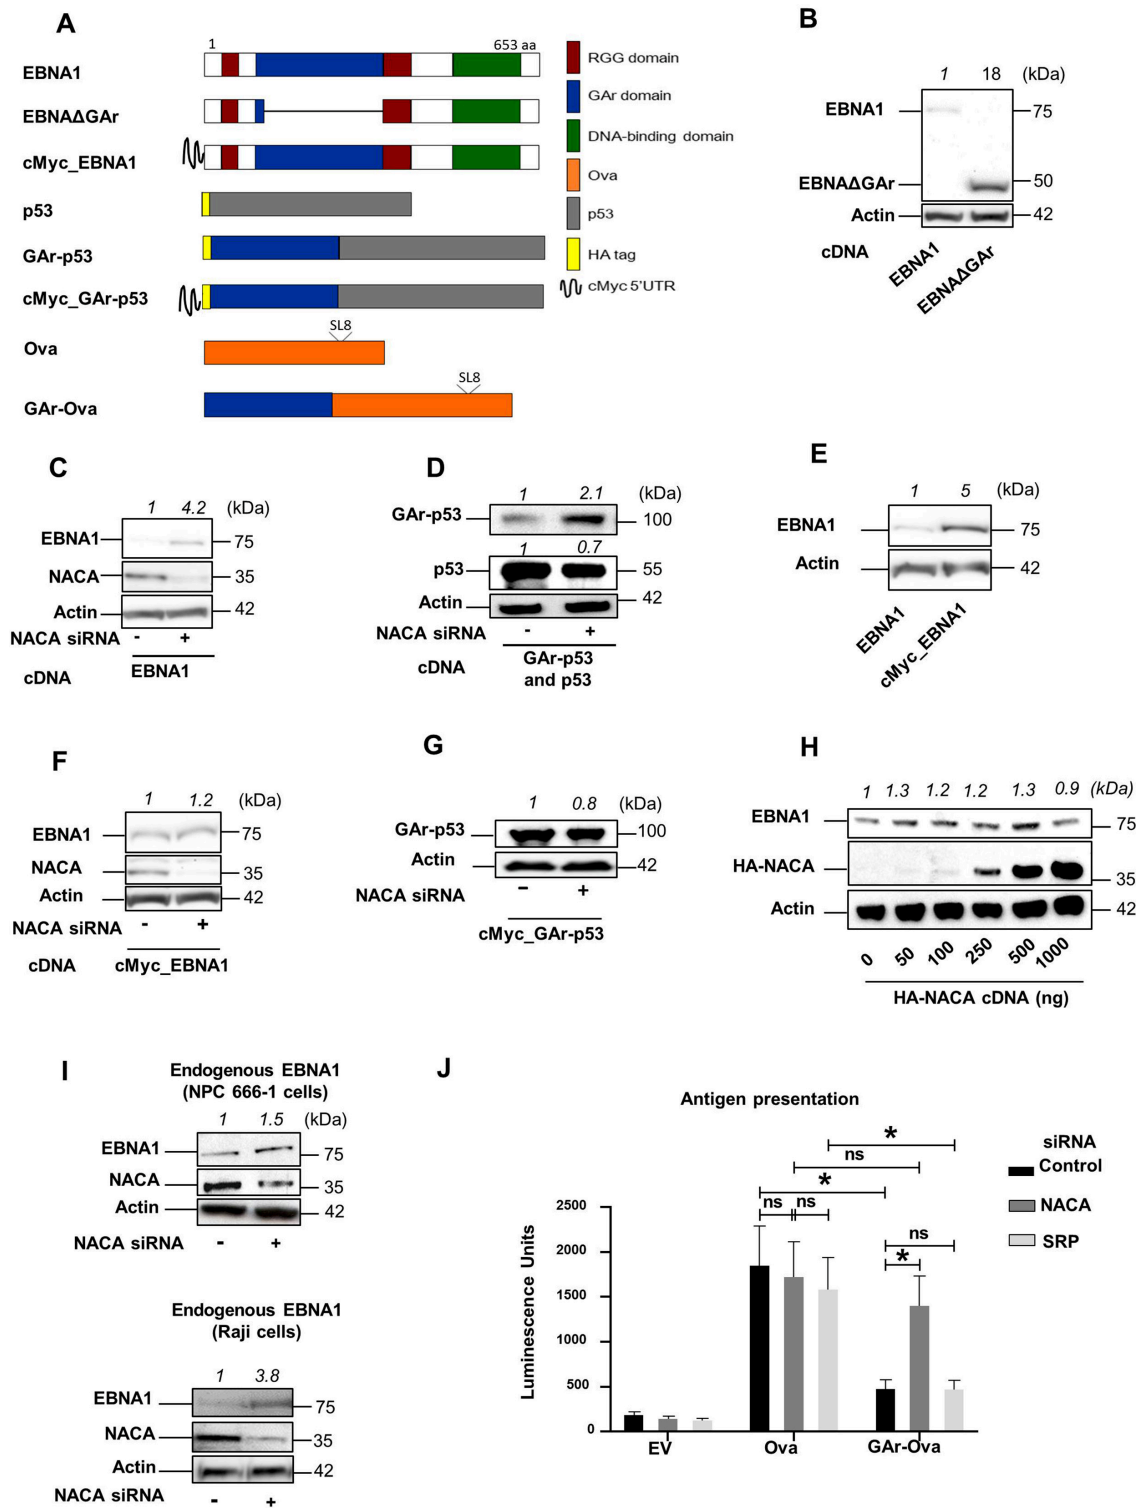 A
1 653 aa
EBNA1
EBNAΔGAr
cMyc_EBNA1
p53
GAr-p53
cMyc_GAr-p53
Ova
SL8
GAr-Ova
SL8
RGG domain
GAr domain
DNA-binding domain
Ova
p53
HA tag
cMyc 5'UTR
B
1 18 (kDa)
EBNA1 75
EBNAΔGAr 50
Actin 42
cDNA EBNA1 EBNAΔGAr
C
1 4.2 (kDa)
EBNA1 75
NACA 35
Actin 42
NACA siRNA - +
cDNA EBNA1
D
1 2.1 (kDa)
GAr-p53 100
1 0.7
p53 55
Actin 42
NACA siRNA - +
cDNA GAr-p53
and p53
E
1 5 (kDa)
EBNA1 75
Actin 42
EBNA1 cMyc_EBNA1
F
1 1.2 (kDa)
EBNA1 75
NACA 35
Actin 42
NACA siRNA - +
cDNA cMyc_EBNA1
G
1 0.8 (kDa)
GAr-p53 100
Actin 42
NACA siRNA - +
cMyc_GAr-p53
H
1 1.3 1.2 1.2 1.3 0.9 (kDa)
EBNA1 75
HA-NACA 35
Actin 42
0 50 100 250 500 1000
HA-NACA cDNA (ng)
I
Endogenous EBNA1
(NPC 666-1 cells)
1 1.5 (kDa)
EBNA1 75
NACA 35
Actin 42
NACA siRNA - +
Endogenous EBNA1
(Raji cells)
1 3.8
EBNA1 75
NACA 35
Actin 42
NACA siRNA - +
J
Antigen presentation
siRNA
Control
NACA
SRP
*
ns
*
ns ns
ns
*
Luminescence Units
2500
2000
1500
1000
500
0
EV Ova GAr-Ova